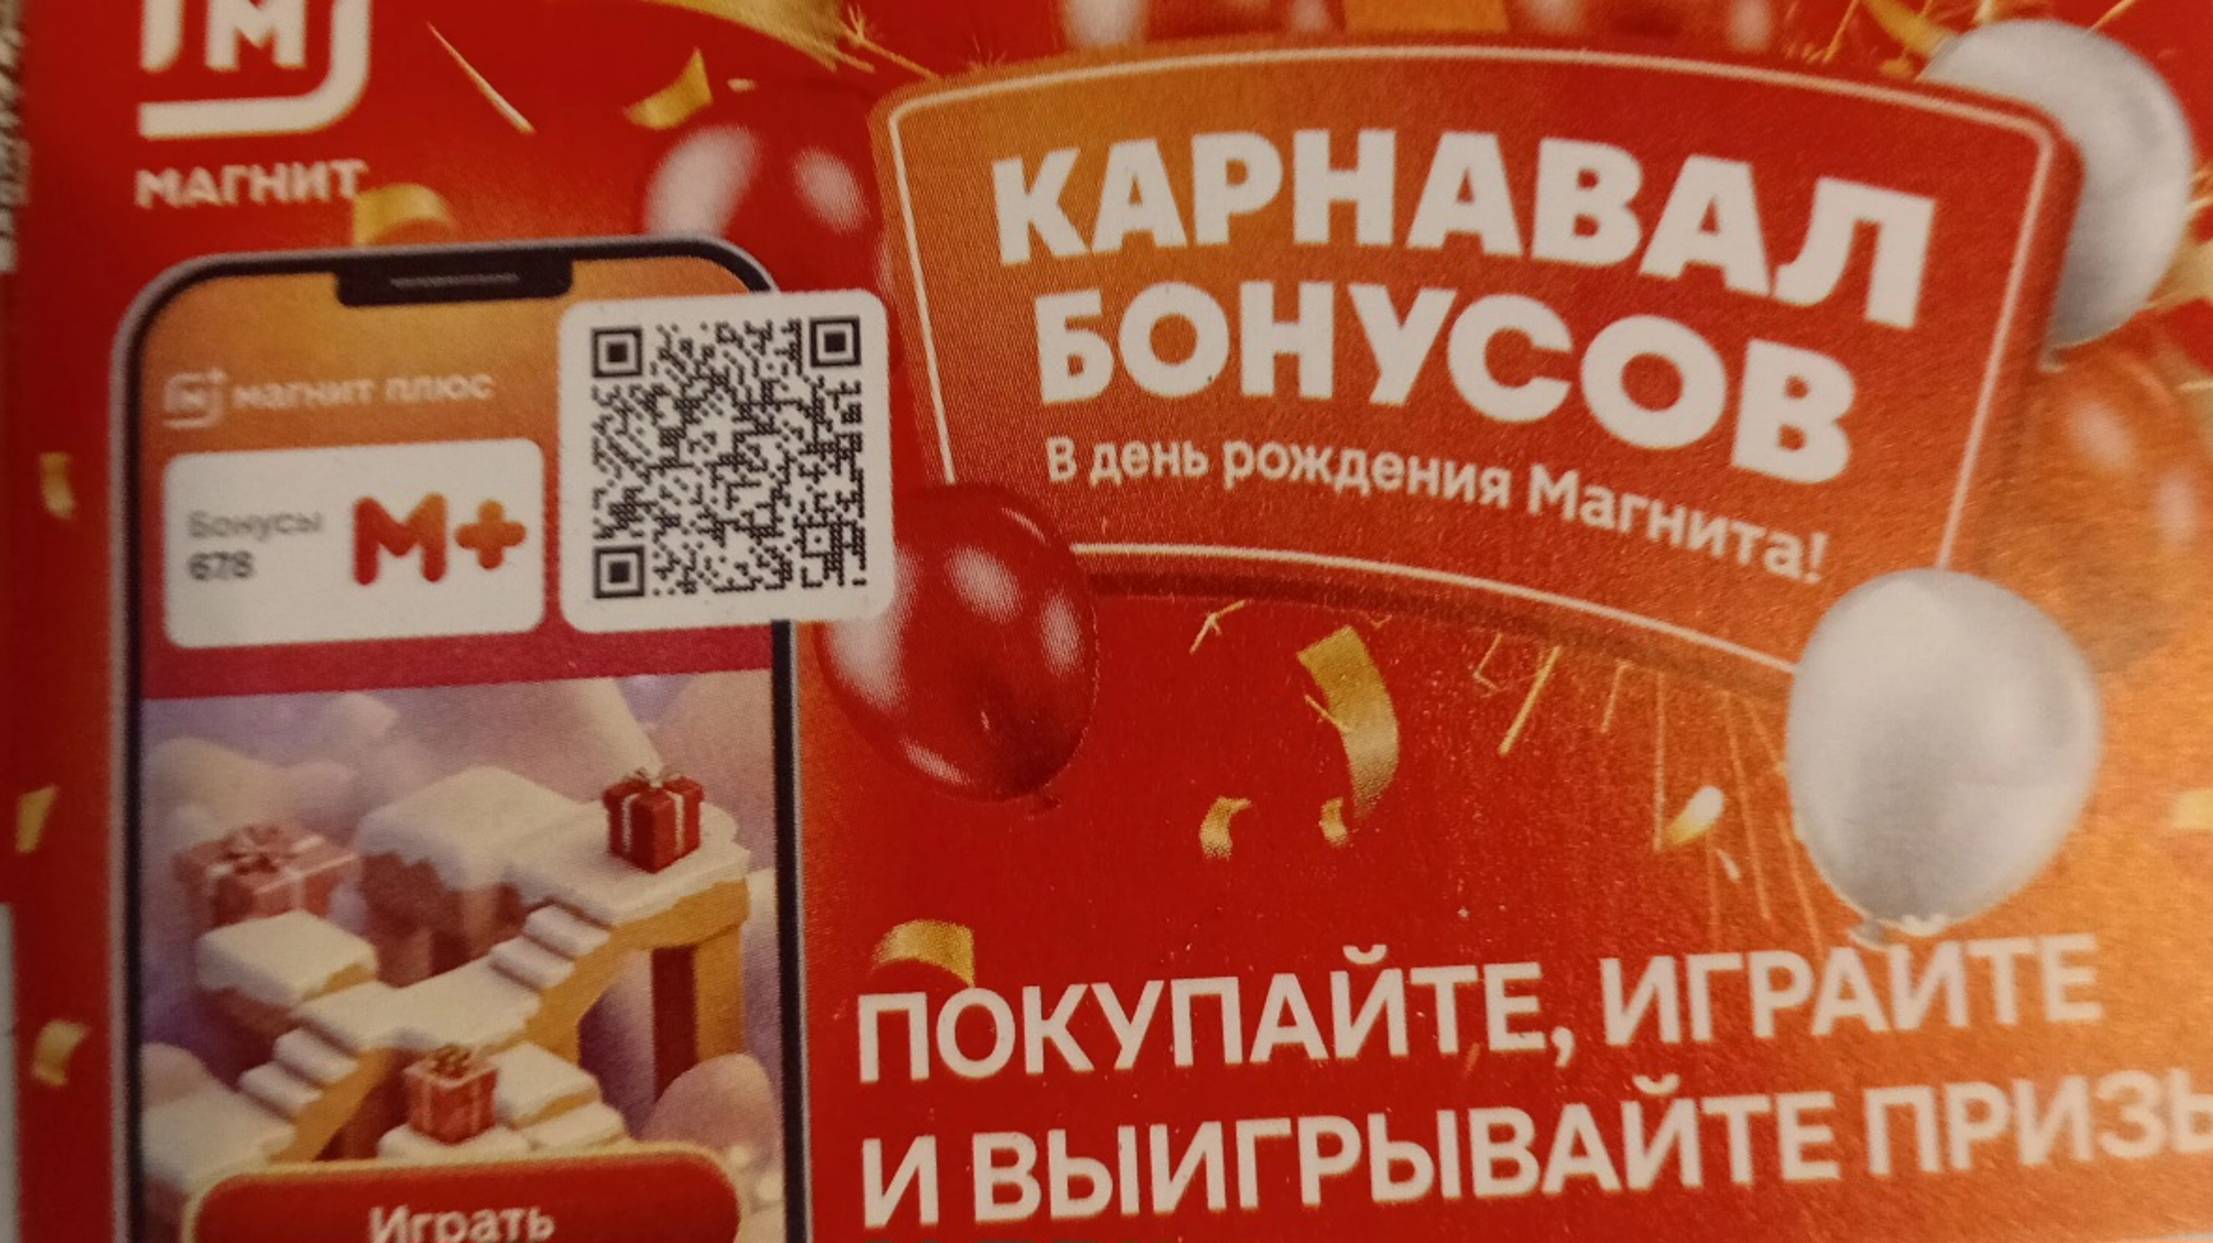 МАГНИТ
КАРНАВАЛ
БОНУСОВ
В день рождения Магнита!
магнит плюс
Бонусы
678
М+
ПОКУПАЙТЕ, ИГРАЙТЕ
И ВЫИГРЫВАЙТЕ ПРИЗЫ
Играть